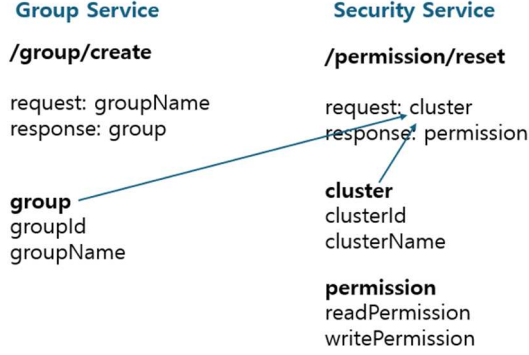 Group Service
/group/create
request: groupName
response: group
group
groupId
groupName
Security Service
/permission/reset
request: cluster
response: permission
cluster
clusterId
clusterName
permission
readPermission
writePermission